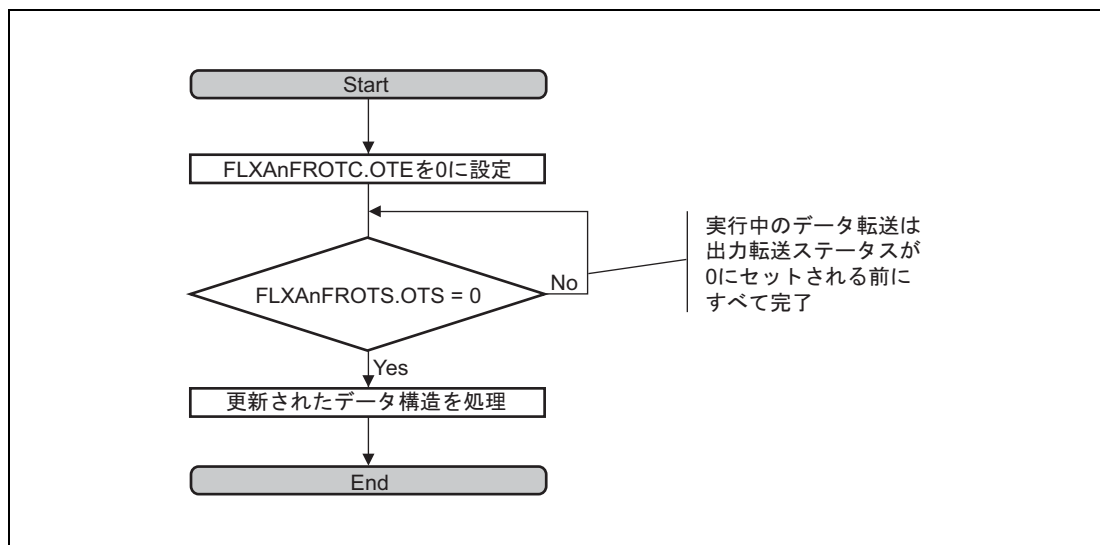 Start
FLXAnFROTC.OTEを0に設定
FLXAnFROTS.OTS = 0
No
実行中のデータ転送は
出力転送ステータスが
0にセットされる前に
すべて完了
Yes
更新されたデータ構造を処理
End